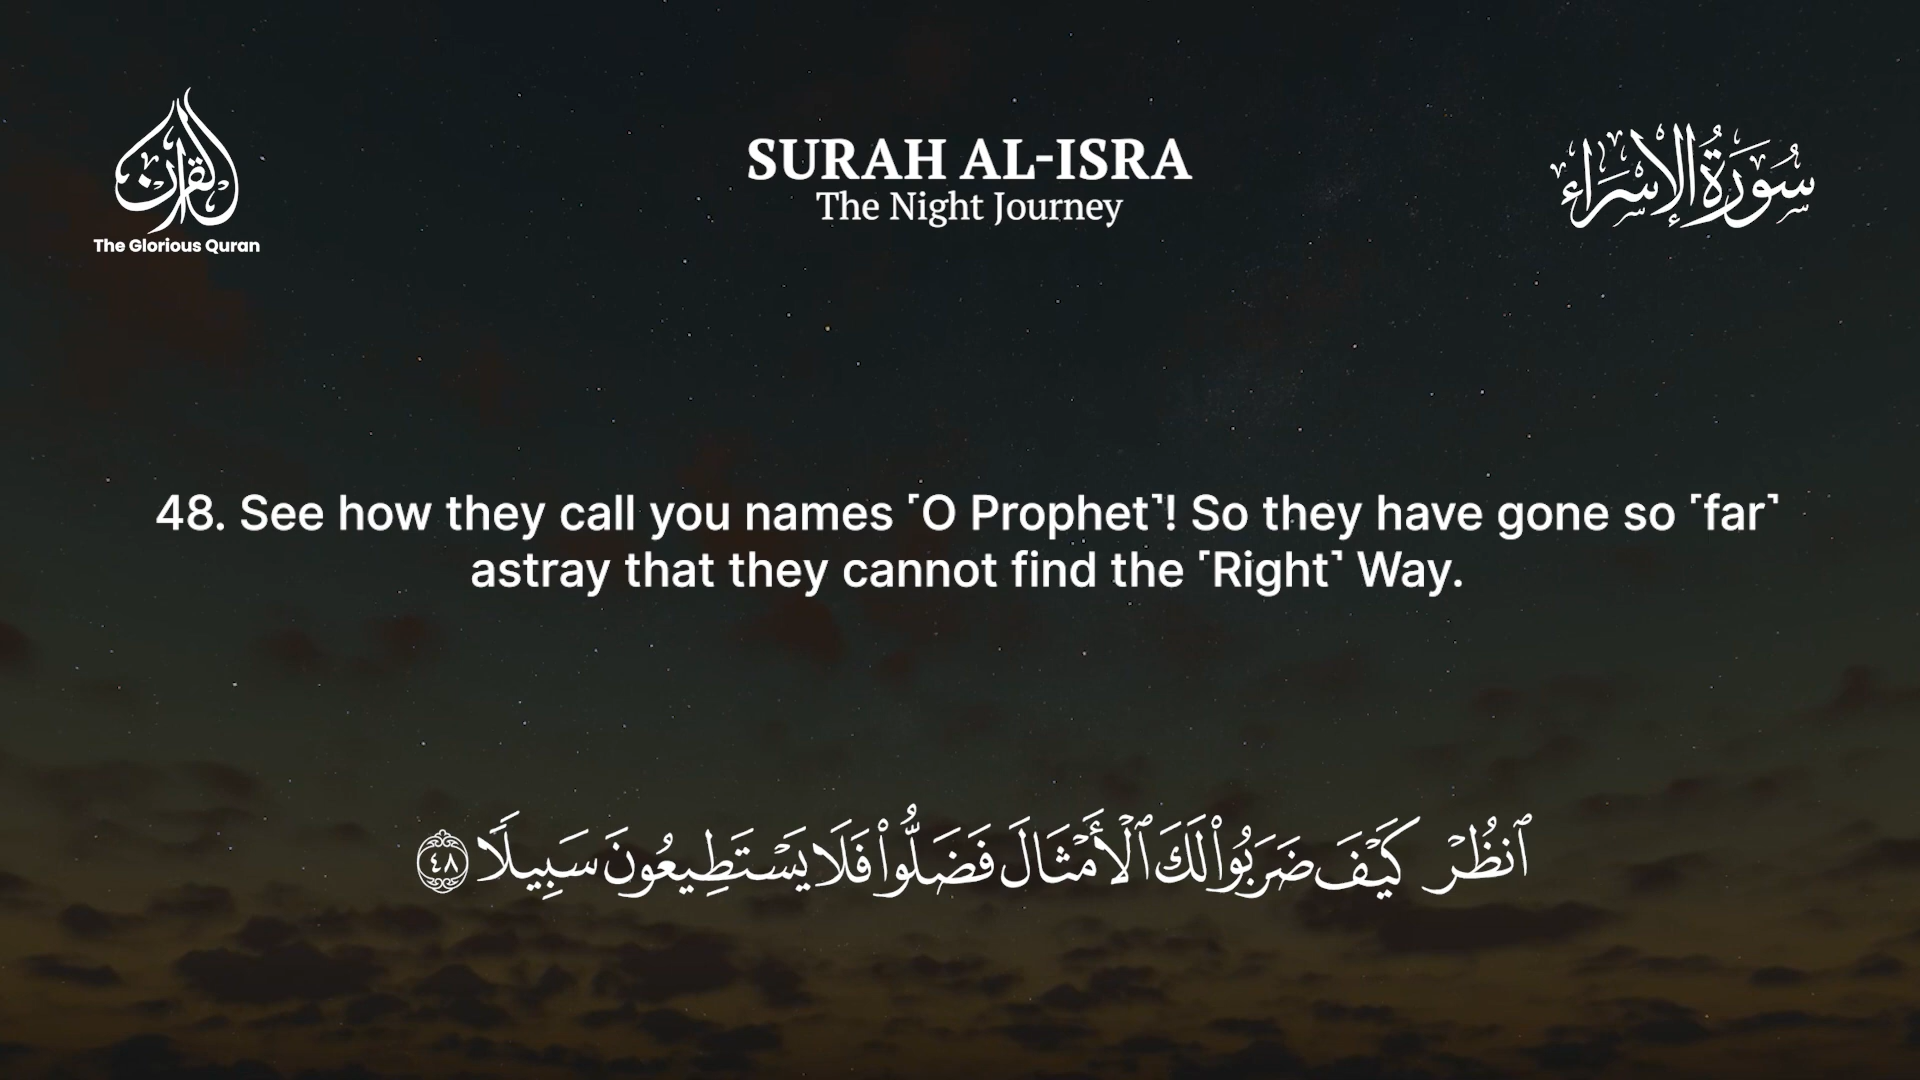 القرآن
The Glorious Quran
SURAH AL-ISRA
The Night Journey
سُورَةُ الإِسْرَاء
48. See how they call you names ˹O Prophet˺! So they have gone so ˹far˺
astray that they cannot find the ˹Right˺ Way.
ٱنظُرْ كَيْفَ ضَرَبُوا۟ لَكَ ٱلْأَمْثَالَ فَضَلُّوا۟ فَلَا يَسْتَطِيعُونَ سَبِيلًا ٤٨